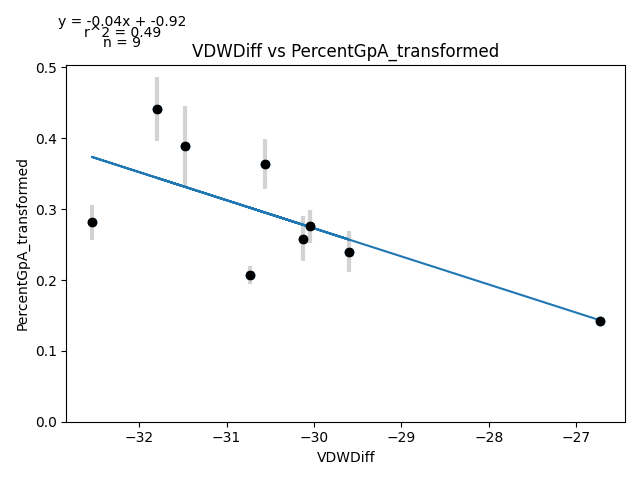 y = -0.04x + -0.92
r^2 = 0.49
n = 9
VDWDiff vs PercentGpA_transformed
0.5
0.4
0.3
0.2
0.1
0.0
PercentGpA_transformed
−32 −31 −30 −29 −28 −27
VDWDiff